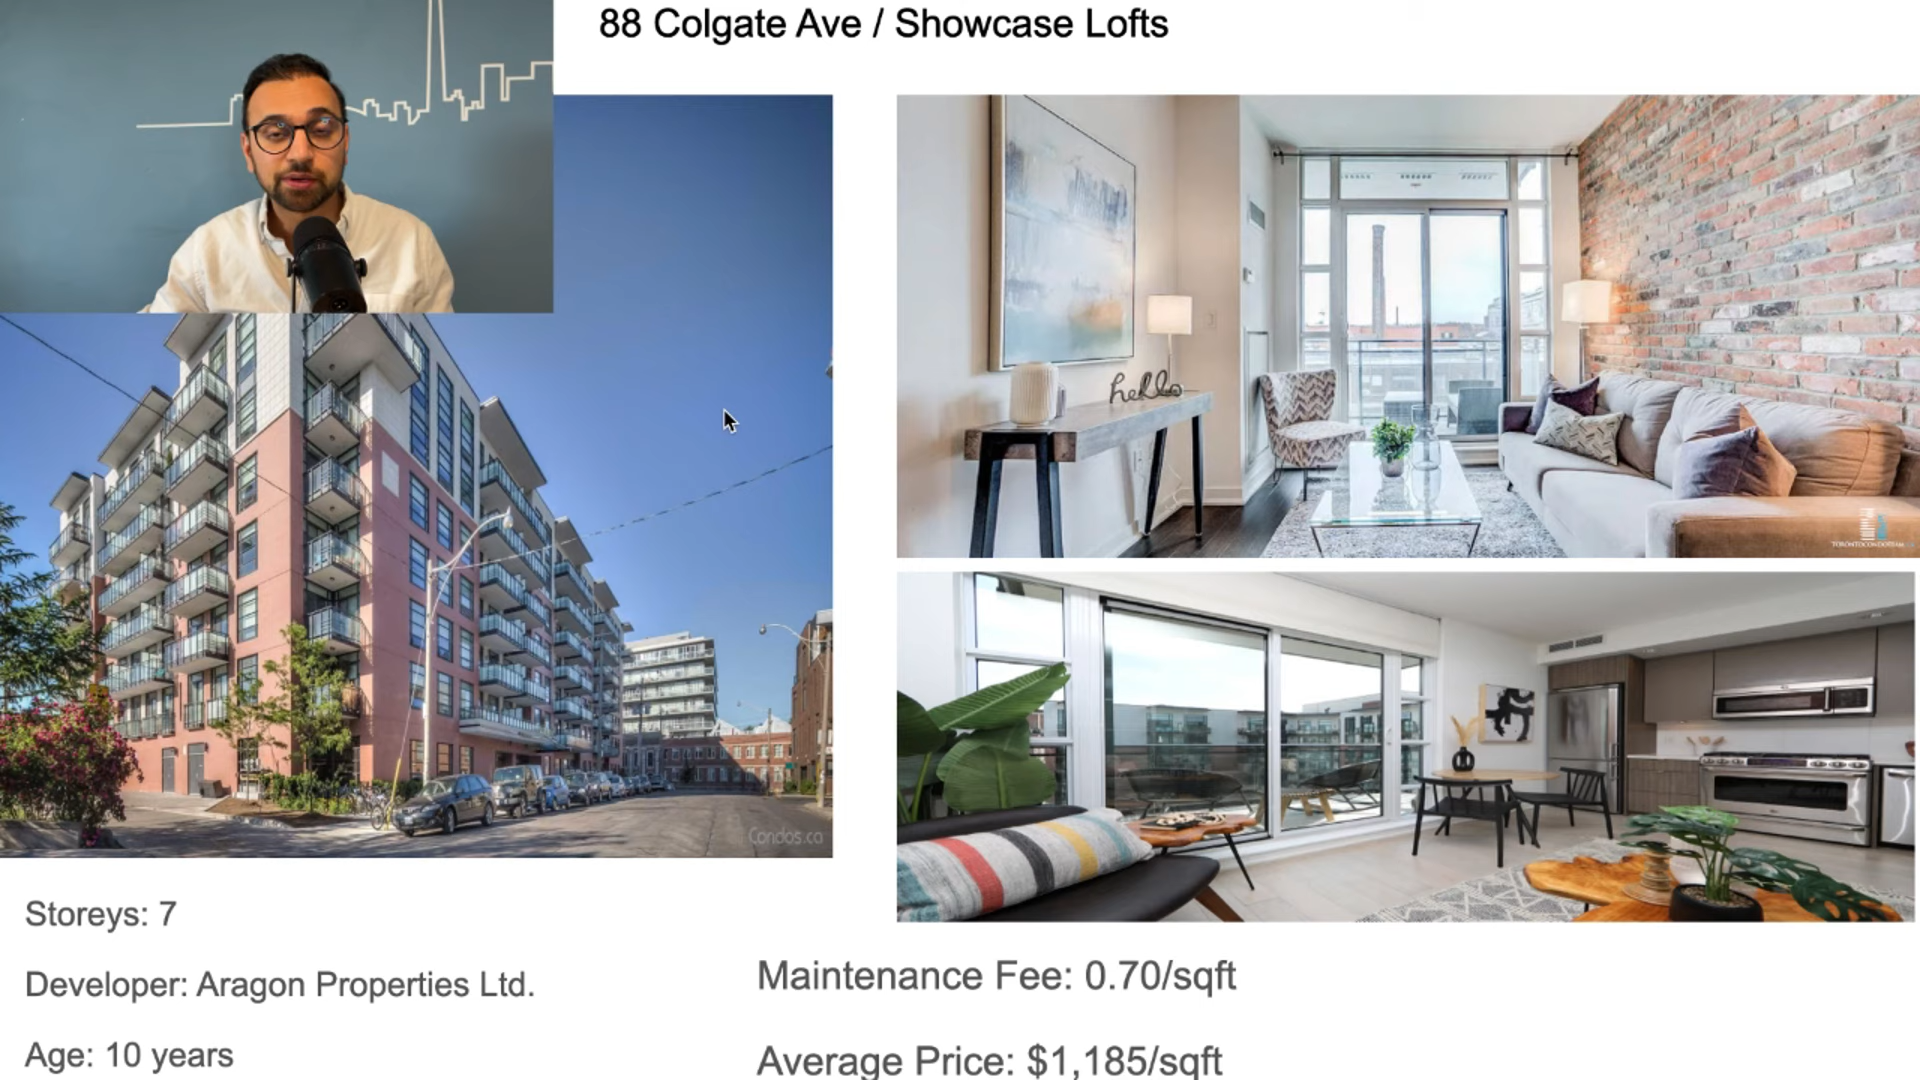 88 Colgate Ave / Showcase Lofts
hello
TORONTOCONDOTEAM
Condos.ca
Storeys: 7
Developer: Aragon Properties Ltd.
Age: 10 years
Maintenance Fee: 0.70/sqft
Average Price: $1,185/sqft